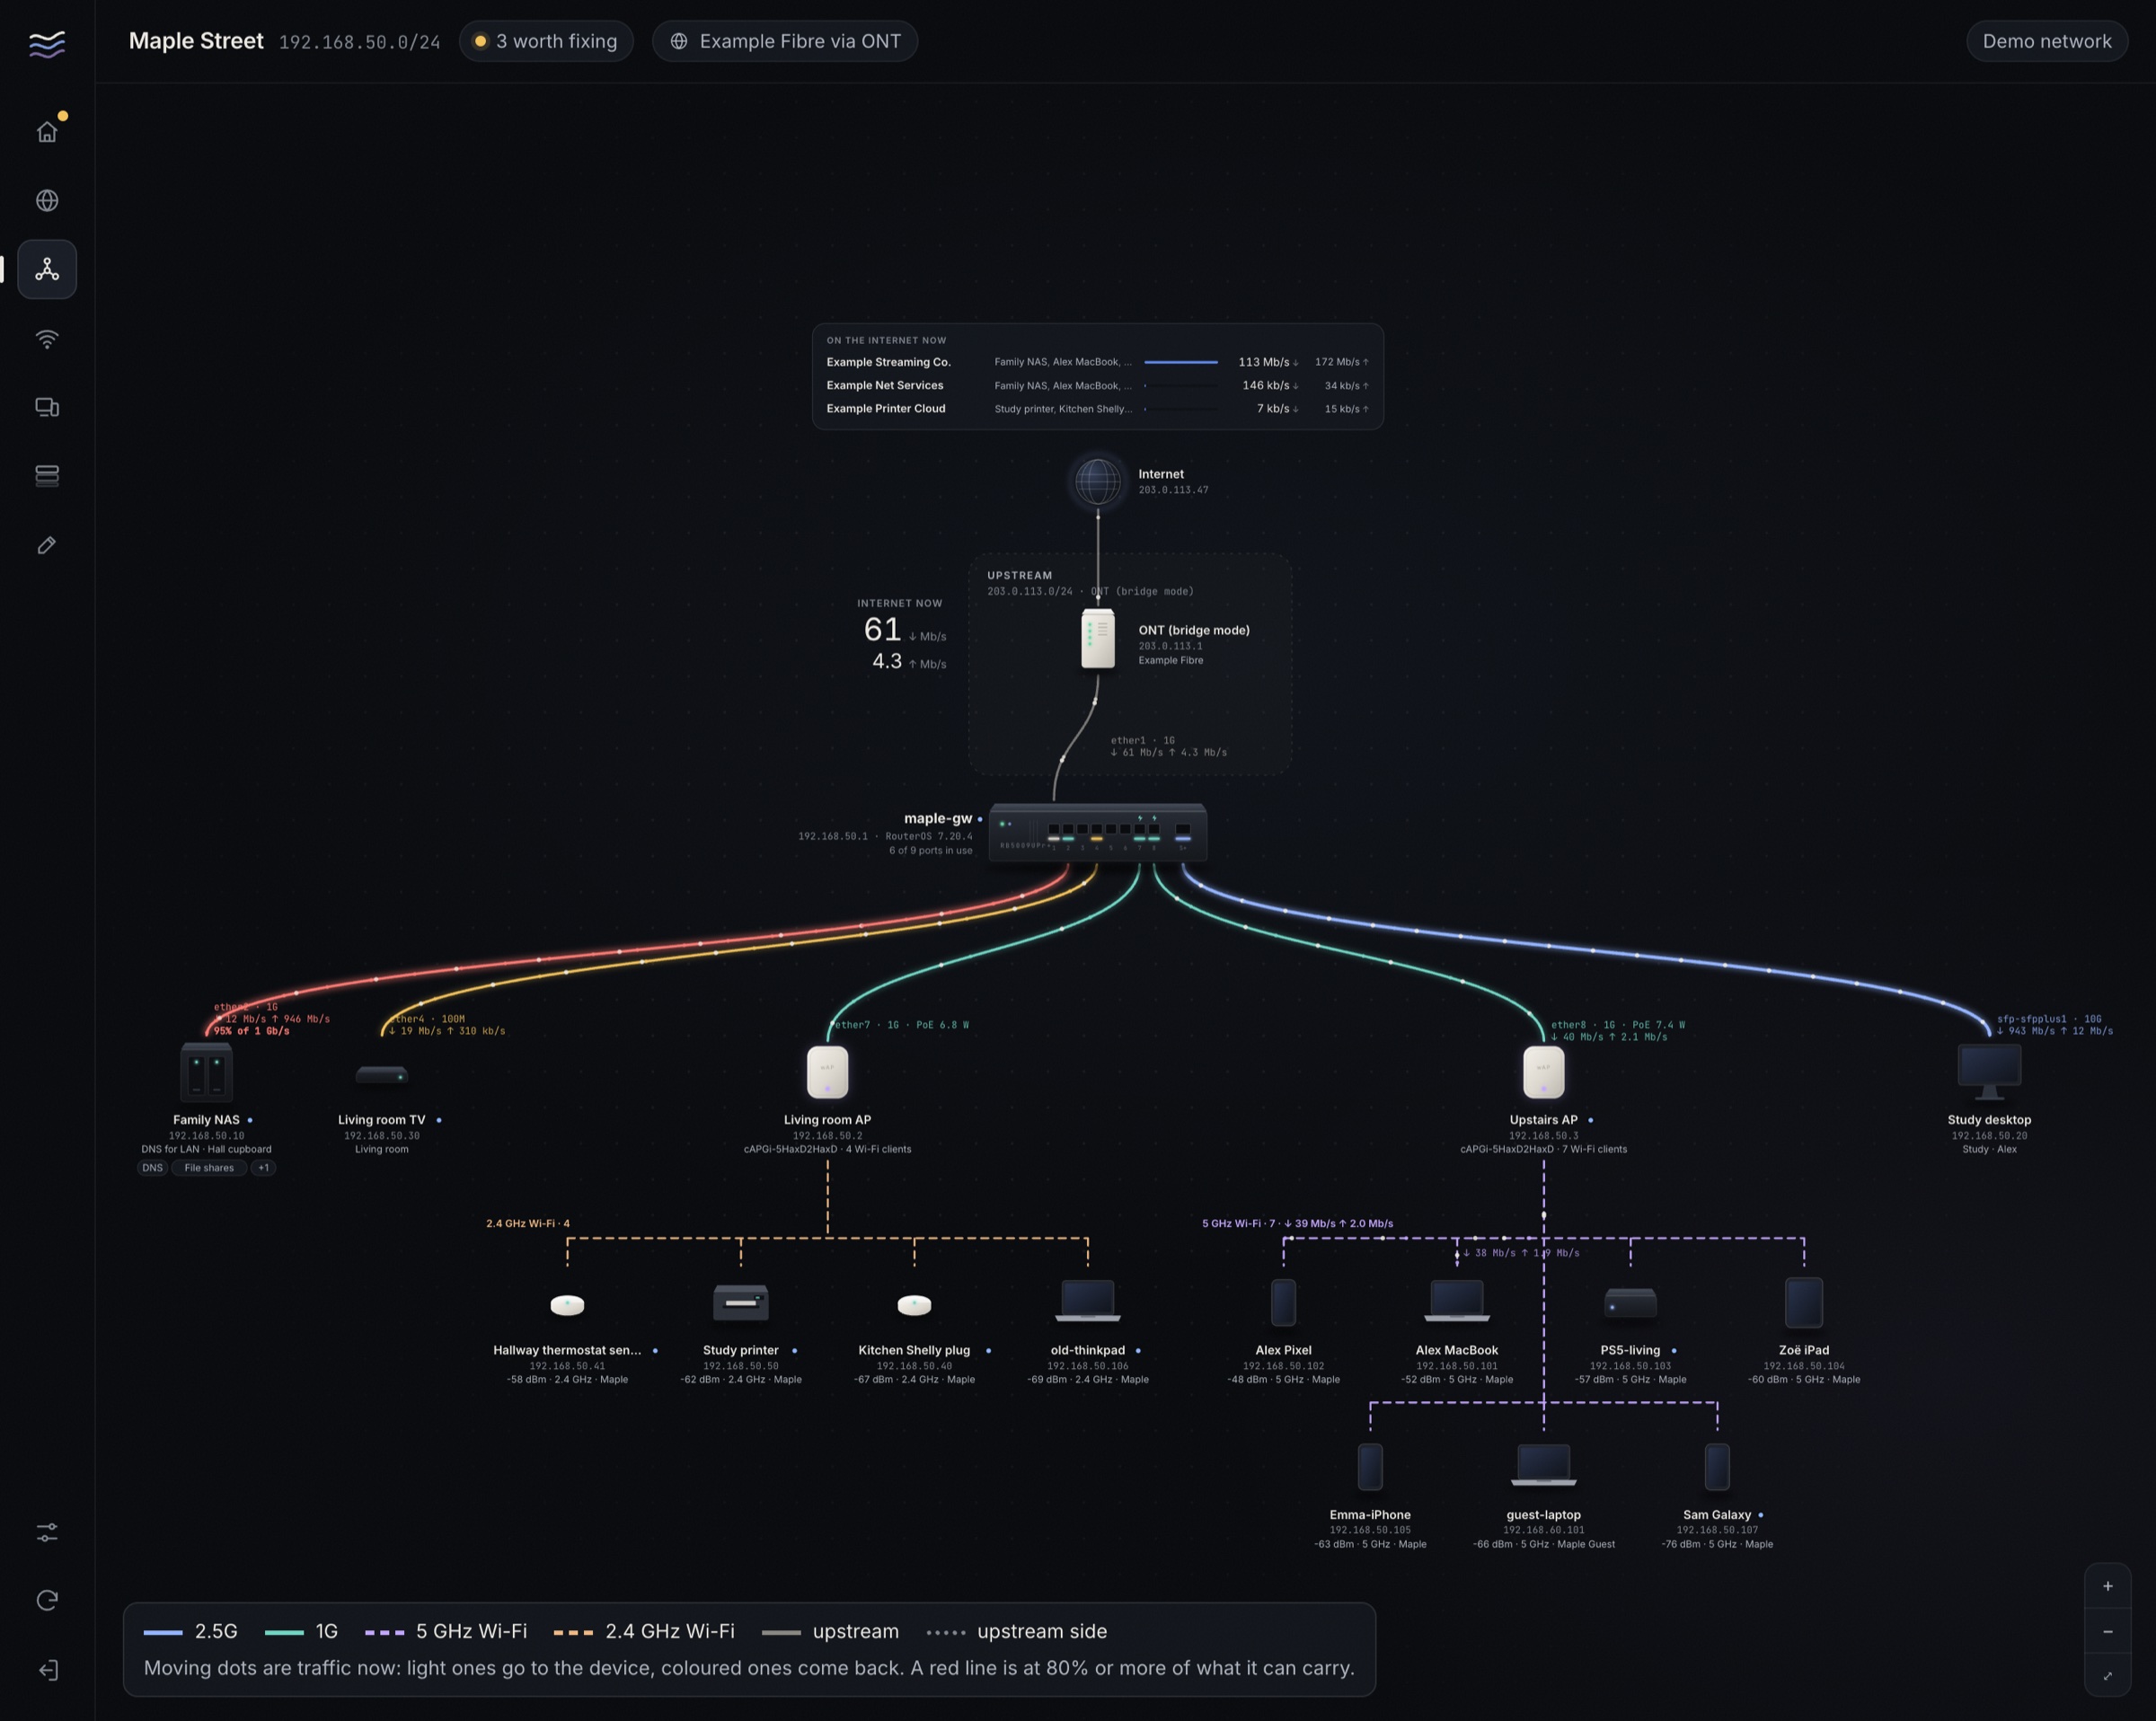 Maple Street 192.168.50.0/24 3 worth fixing Example Fibre via ONT Demo network
ON THE INTERNET NOW
Example Streaming Co. Family NAS, Alex MacBook, ... 113 Mb/s ↓ 172 Mb/s ↑
Example Net Services Family NAS, Alex MacBook, ... 146 kb/s ↓ 34 kb/s ↑
Example Printer Cloud Study printer, Kitchen Shelly... 7 kb/s ↓ 15 kb/s ↑
Internet
203.0.113.47
UPSTREAM
203.0.113.0/24 · ONT (bridge mode)
INTERNET NOW
61 ↓ Mb/s
4.3 ↑ Mb/s
ONT (bridge mode)
203.0.113.1
Example Fibre
ether1 · 1G
↓ 61 Mb/s ↑ 4.3 Mb/s
maple-gw
192.168.50.1 · RouterOS 7.20.4
6 of 9 ports in use
1 2 3 4 5 6 7 8 S+
ether2 · 1G
↓ 12 Mb/s ↑ 946 Mb/s
95% of 1 Gb/s
ether4 · 100M
↓ 19 Mb/s ↑ 310 kb/s
ether7 · 1G · PoE 6.8 W
ether8 · 1G · PoE 7.4 W
↓ 40 Mb/s ↑ 2.1 Mb/s
sfp-sfpplus1 · 10G
↓ 943 Mb/s ↑ 12 Mb/s
Family NAS
192.168.50.10
DNS for LAN · Hall cupboard
DNS File shares +1
Living room TV
192.168.50.30
Living room
Living room AP
192.168.50.2
cAPGi-5HaxD2HaxD · 4 Wi-Fi clients
Upstairs AP
192.168.50.3
cAPGi-5HaxD2HaxD · 7 Wi-Fi clients
Study desktop
192.168.50.20
Study · Alex
2.4 GHz Wi-Fi · 4
5 GHz Wi-Fi · 7 · ↓ 39 Mb/s ↑ 2.0 Mb/s
↓ 38 Mb/s ↑ 1.9 Mb/s
Hallway thermostat sen...
192.168.50.41
-58 dBm · 2.4 GHz · Maple
Study printer
192.168.50.50
-62 dBm · 2.4 GHz · Maple
Kitchen Shelly plug
192.168.50.40
-67 dBm · 2.4 GHz · Maple
old-thinkpad
192.168.50.106
-69 dBm · 2.4 GHz · Maple
Alex Pixel
192.168.50.102
-48 dBm · 5 GHz · Maple
Alex MacBook
192.168.50.101
-52 dBm · 5 GHz · Maple
PS5-living
192.168.50.103
-57 dBm · 5 GHz · Maple
Zoë iPad
192.168.50.104
-60 dBm · 5 GHz · Maple
Emma-iPhone
192.168.50.105
-63 dBm · 5 GHz · Maple
guest-laptop
192.168.60.101
-66 dBm · 5 GHz · Maple Guest
Sam Galaxy
192.168.50.107
-76 dBm · 5 GHz · Maple
2.5G 1G 5 GHz Wi-Fi 2.4 GHz Wi-Fi upstream upstream side
Moving dots are traffic now: light ones go to the device, coloured ones come back. A red line is at 80% or more of what it can carry.